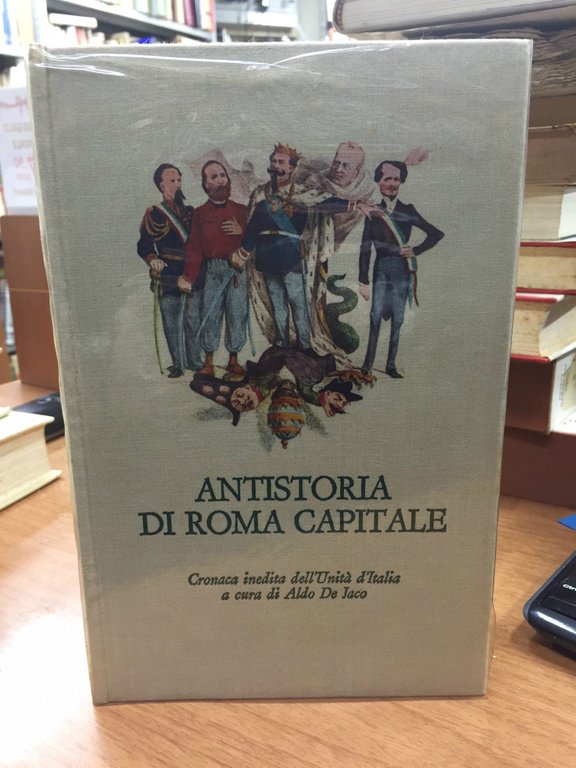 ANTISTORIA
DI ROMA CAPITALE
Cronaca inedita dell'Unità d'Italia
a cura di Aldo De Jaco